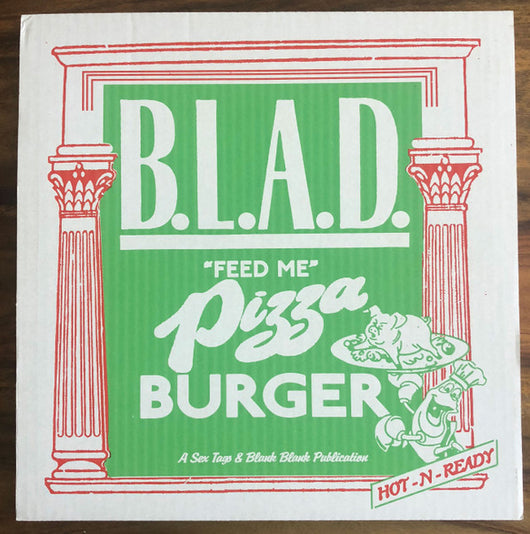 B.L.A.D.
"FEED ME"
Pizza
BURGER
A Sex Tags & Blank Blank Publication
HOT-N-READY